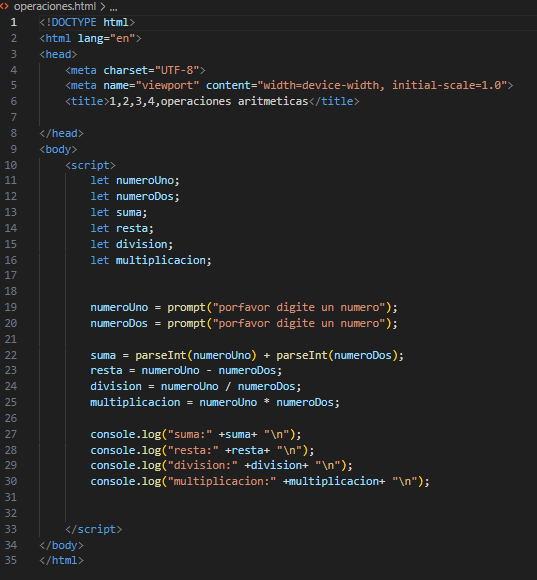 operaciones.html > ...
1 <!DOCTYPE html>
2 <html lang="en">
3 <head>
4     <meta charset="UTF-8">
5     <meta name="viewport" content="width=device-width, initial-scale=1.0">
6     <title>1,2,3,4,operaciones aritmeticas</title>
7
8 </head>
9 <body>
10     <script>
11         let numeroUno;
12         let numeroDos;
13         let suma;
14         let resta;
15         let division;
16         let multiplicacion;
17
18
19         numeroUno = prompt("porfavor digite un numero");
20         numeroDos = prompt("porfavor digite un numero");
21
22         suma = parseInt(numeroUno) + parseInt(numeroDos);
23         resta = numeroUno - numeroDos;
24         division = numeroUno / numeroDos;
25         multiplicacion = numeroUno * numeroDos;
26
27         console.log("suma:" +suma+ "\n");
28         console.log("resta:" +resta+ "\n");
29         console.log("division:" +division+ "\n");
30         console.log("multiplicacion:" +multiplicacion+ "\n");
31
32
33     </script>
34 </body>
35 </html>